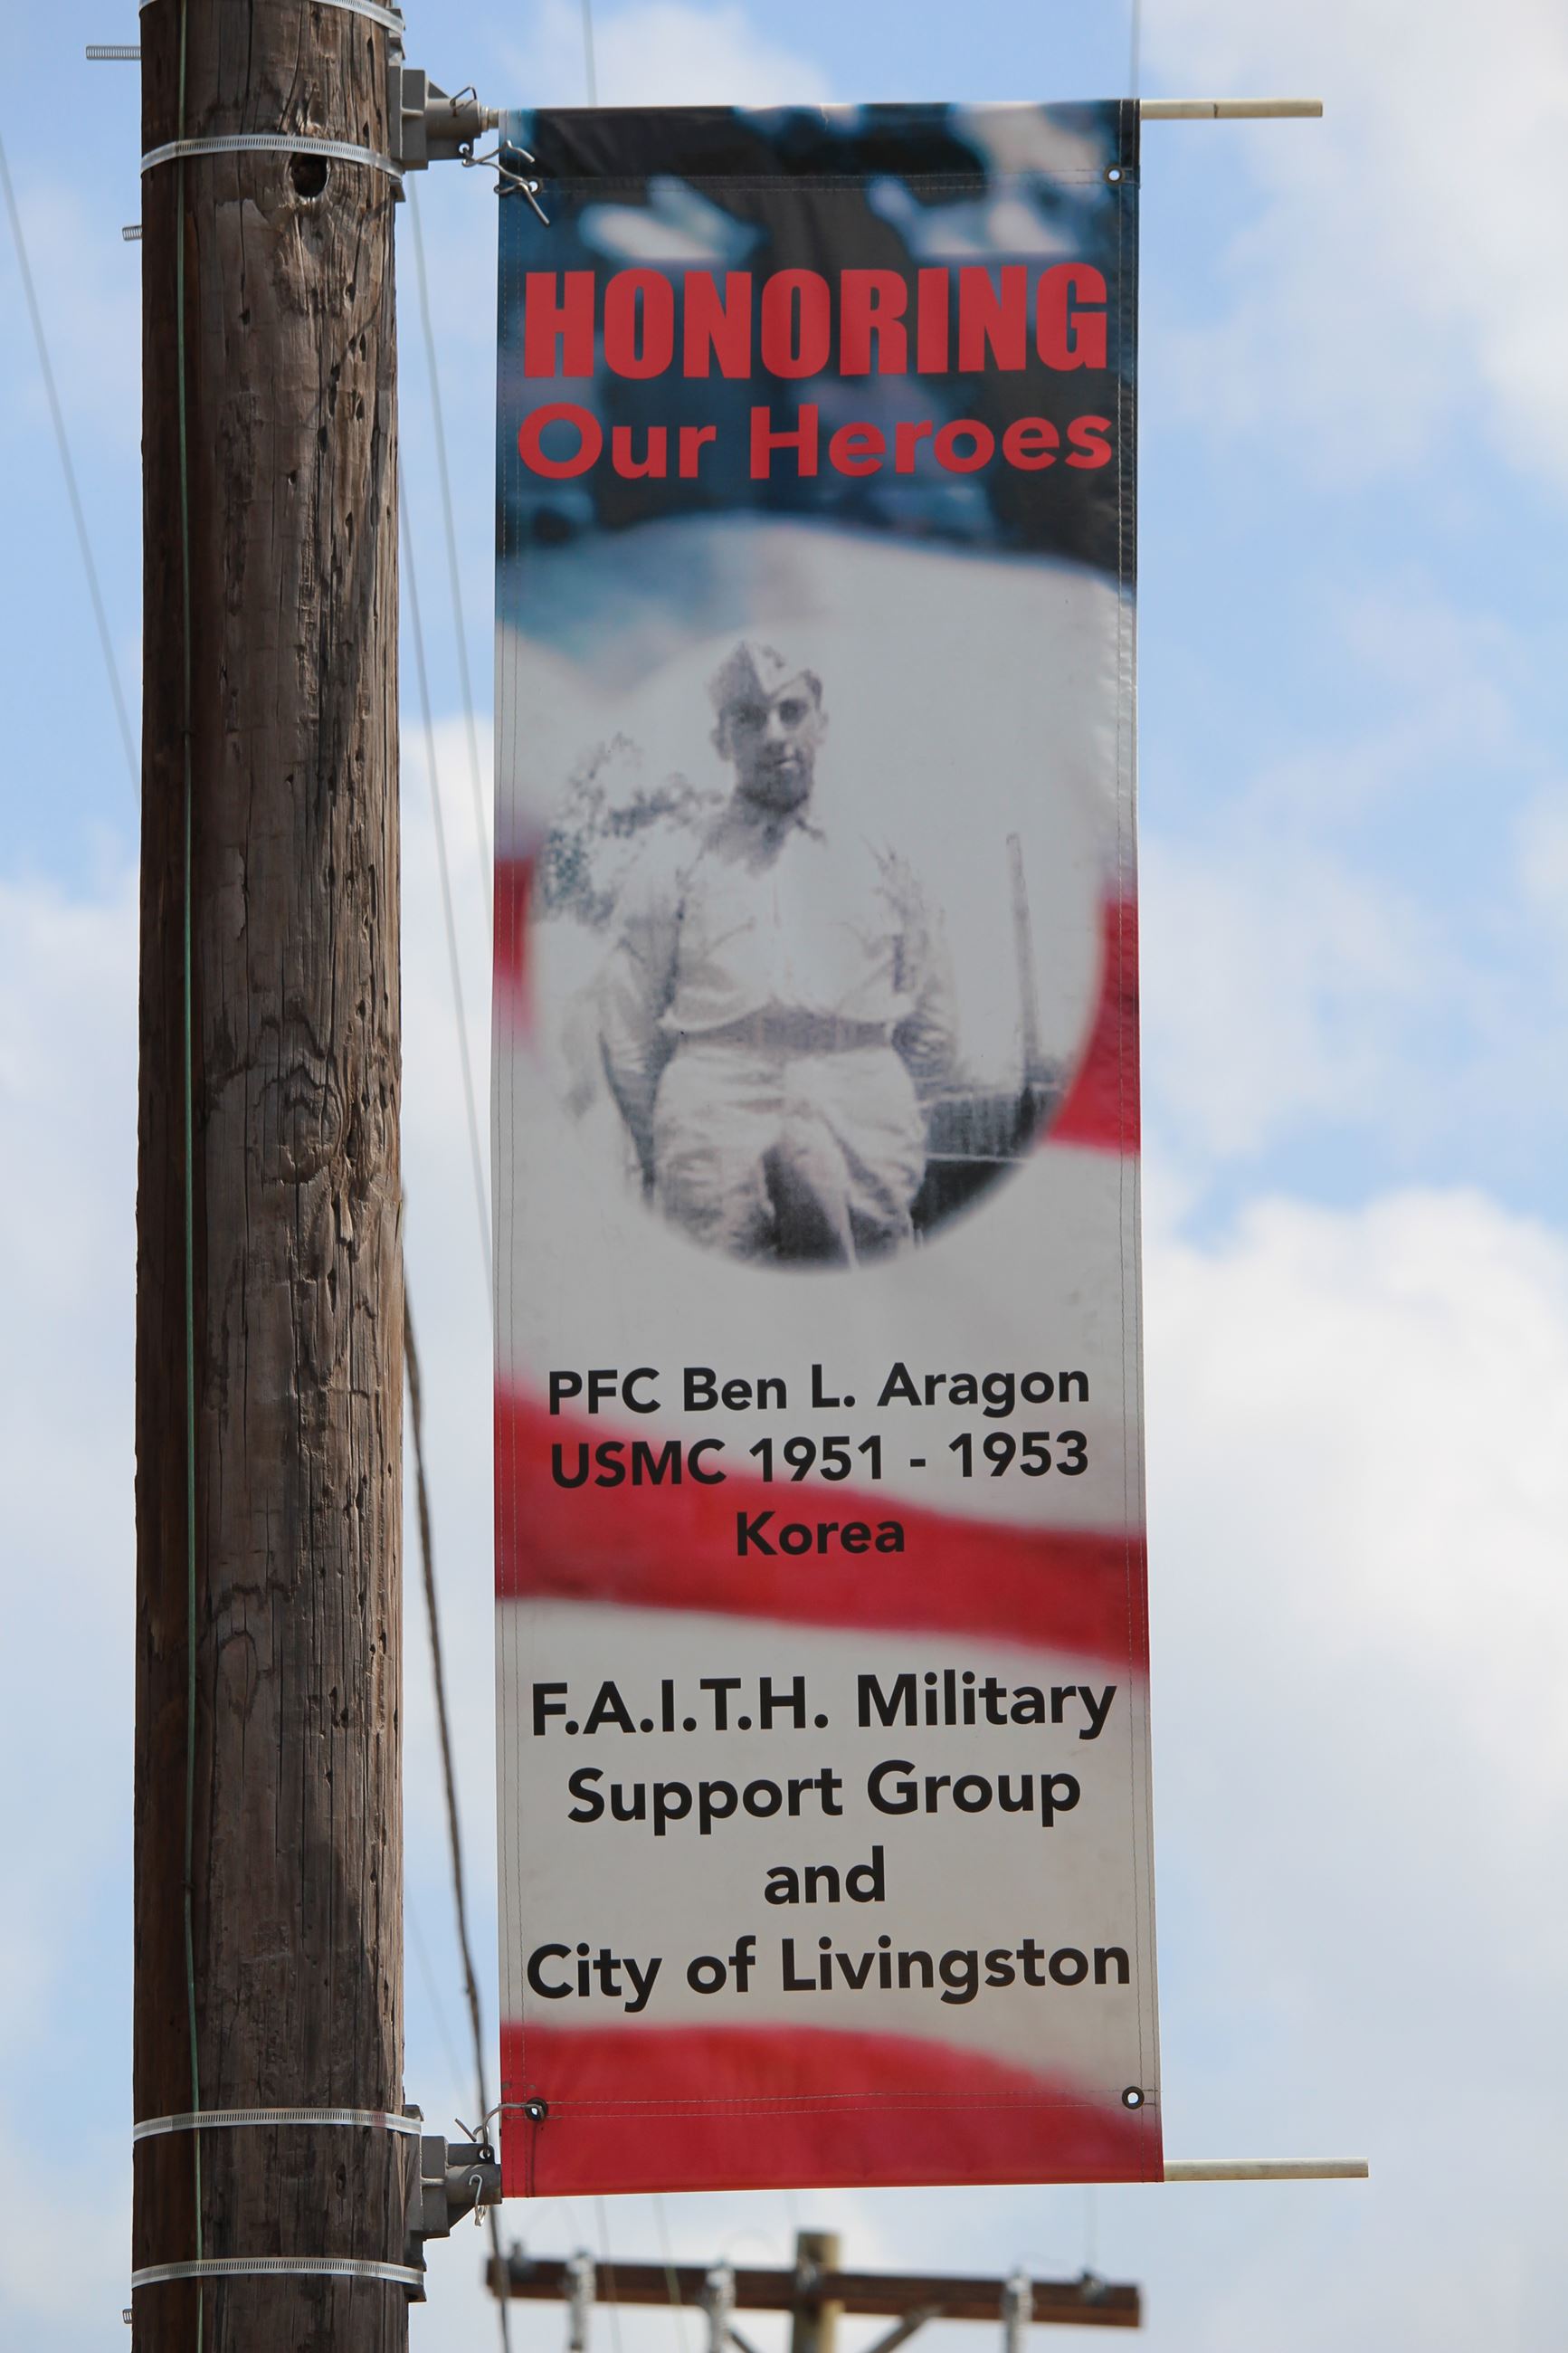 HONORING
Our Heroes
PFC Ben L. Aragon
USMC 1951 - 1953
Korea
F.A.I.T.H. Military
Support Group
and
City of Livingston